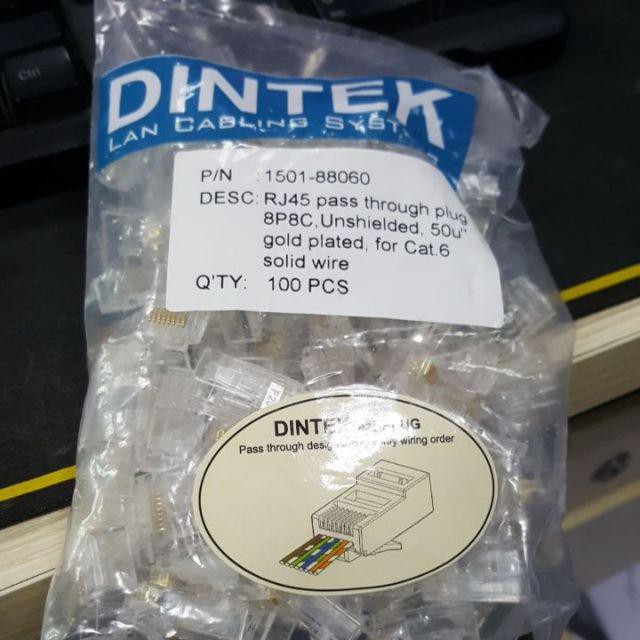 Ctrl
DINTEK
LAN CABLING SYST
P/N : 1501-88060
DESC: RJ45 pass through plug
8P8C, Unshielded, 50u"
gold plated, for Cat.6
solid wire
Q'TY: 100 PCS
DINTEK
Pass through wiring order